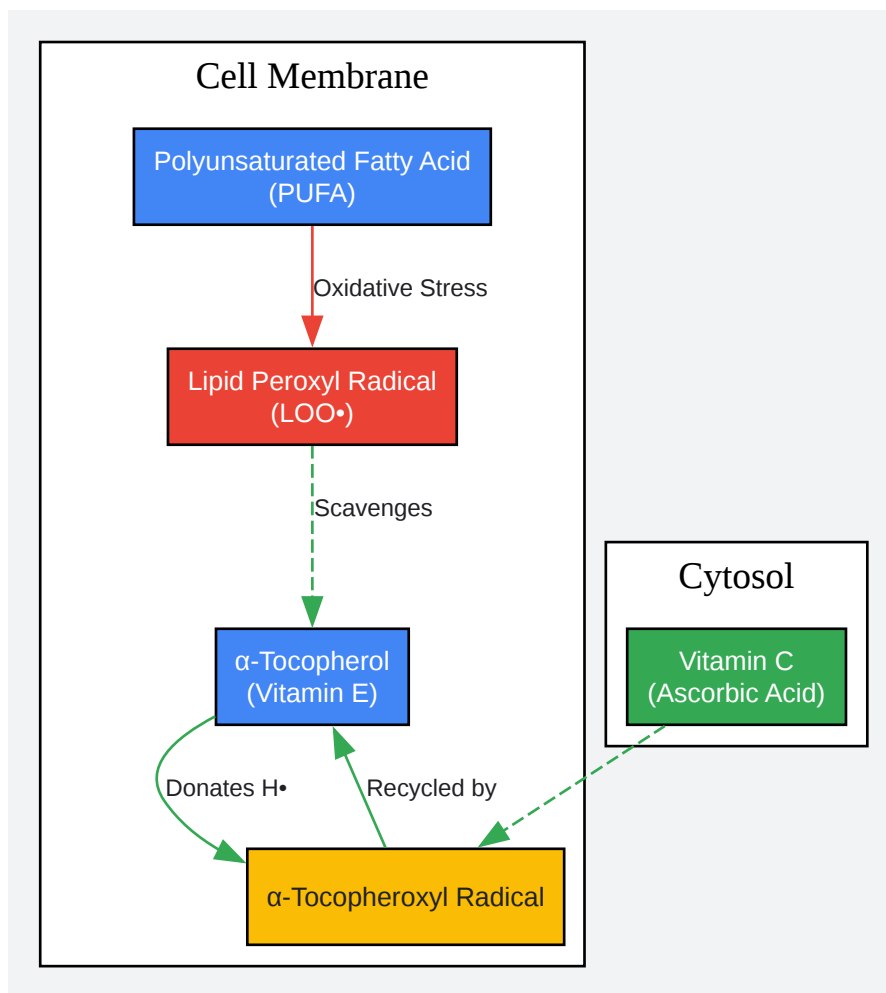 Cell Membrane
Polyunsaturated Fatty Acid
(PUFA)
Oxidative Stress
Lipid Peroxyl Radical
(LOO•)
Scavenges
Cytosol
α-Tocopherol
(Vitamin E)
Vitamin C
(Ascorbic Acid)
Donates H•
Recycled by
α-Tocopheroxyl Radical